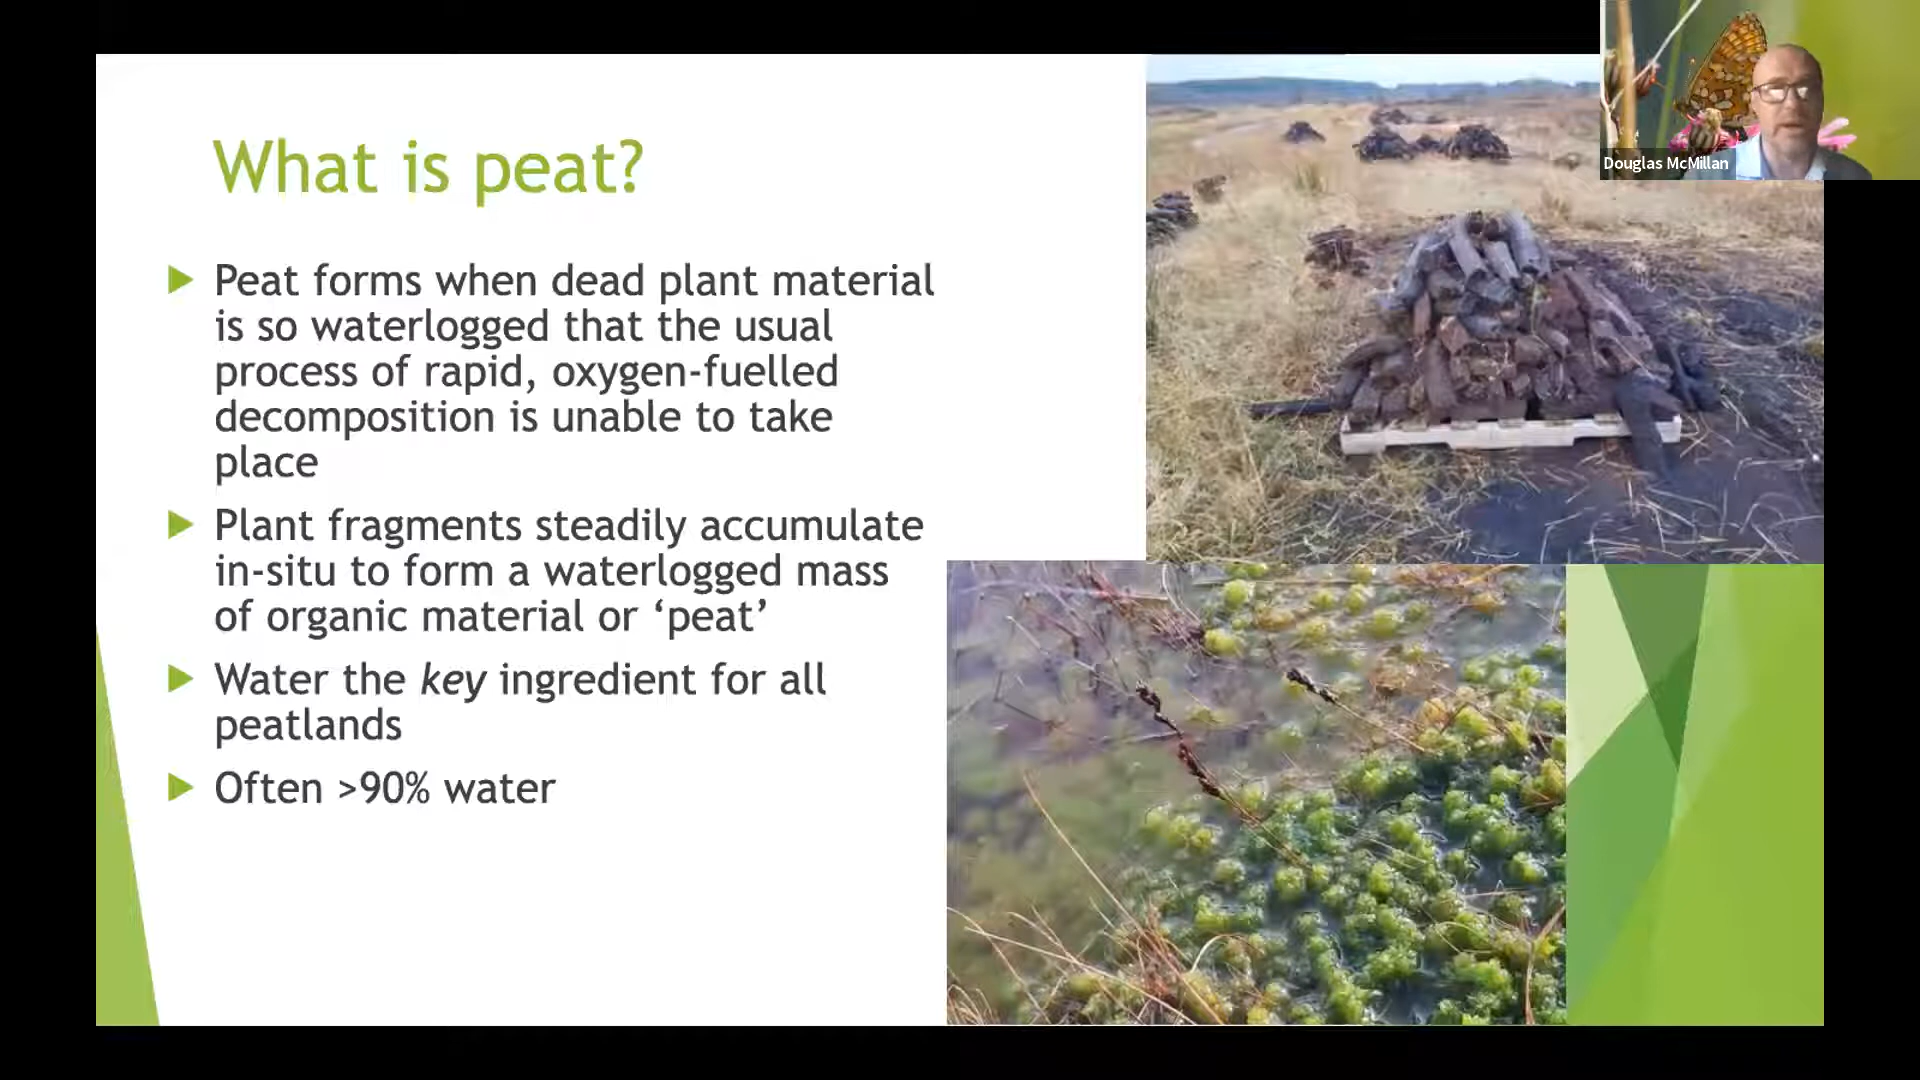 What is peat?
Peat forms when dead plant material
is so waterlogged that the usual
process of rapid, oxygen-fuelled
decomposition is unable to take
place
Plant fragments steadily accumulate
in-situ to form a waterlogged mass
of organic material or ‘peat’
Water the key ingredient for all
peatlands
Often >90% water
Douglas McMillan